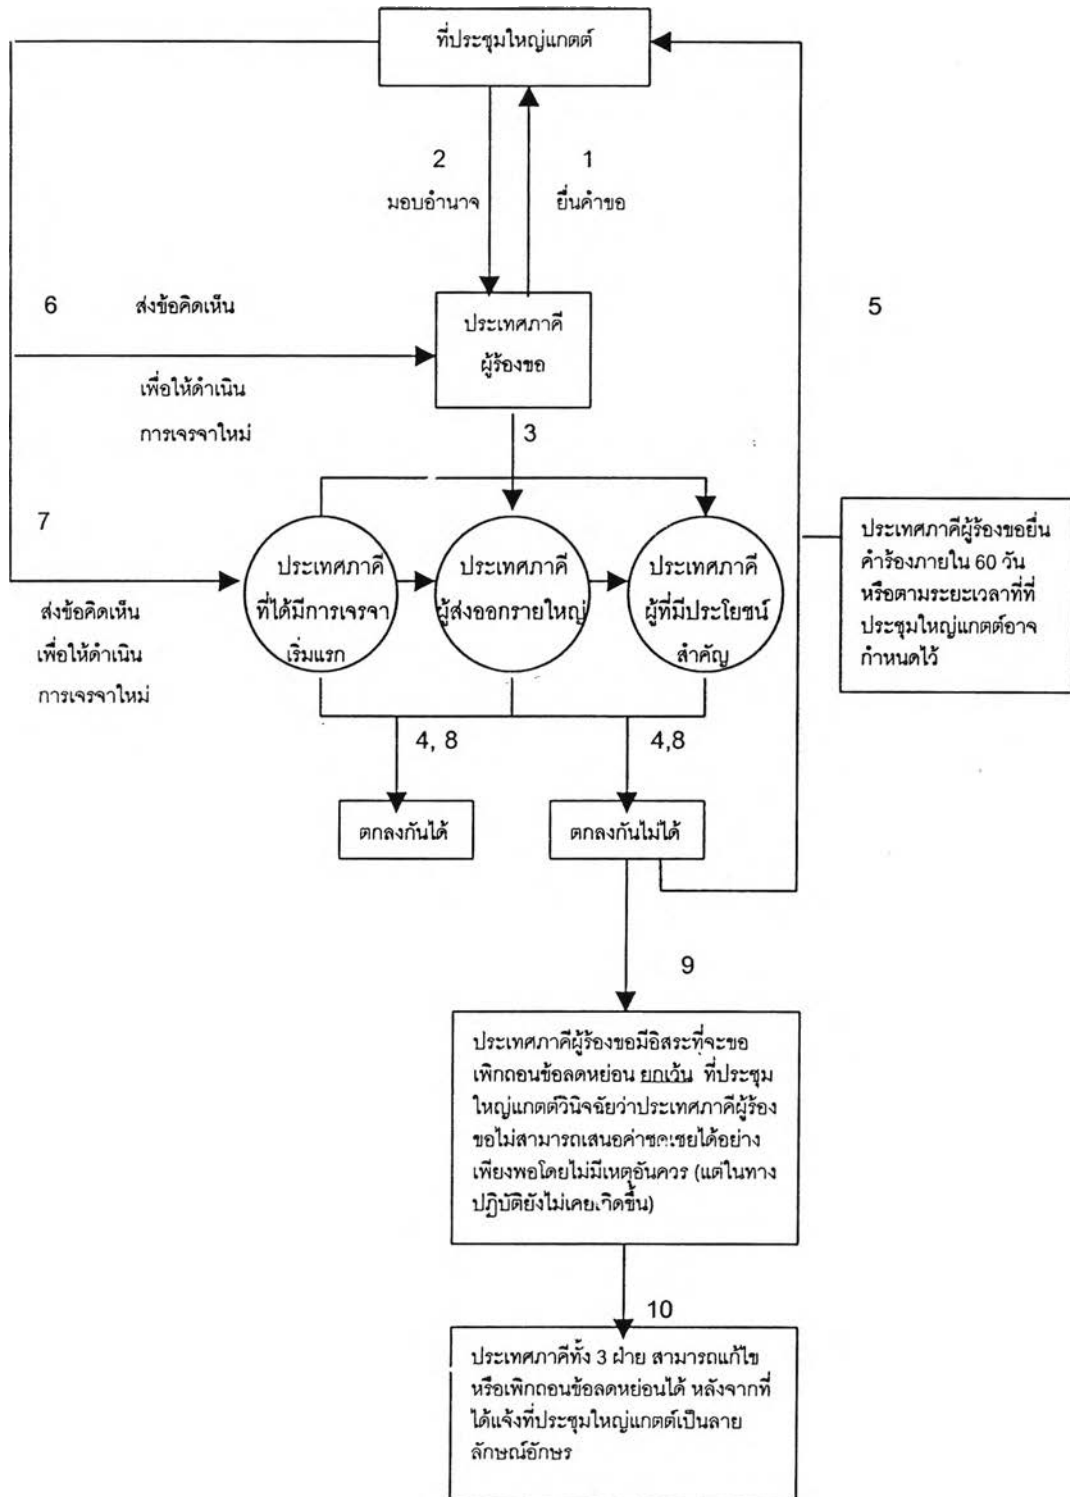 ที่ประชุมใหญ่แกตต์
2
มอบอำนาจ
1
ยื่นคำขอ
6
ส่งข้อคิดเห็น
เพื่อให้ดำเนิน
การเจรจาใหม่
ประเทศภาคี
ผู้ร้องขอ
5
3
7
ส่งข้อคิดเห็น
เพื่อให้ดำเนิน
การเจรจาใหม่
ประเทศภาคี
ที่ได้มีการเจรจา
เริ่มแรก
ประเทศภาคี
ผู้ส่งออกรายใหญ่
ประเทศภาคี
ผู้ที่มีประโยชน์
สำคัญ
ประเทศภาคีผู้ร้องขอยื่น
คำร้องภายใน 60 วัน
หรือตามระยะเวลาที่ที่
ประชุมใหญ่แกตต์อาจ
กำหนดไว้
4, 8
4,8
ตกลงกันได้
ตกลงกันไม่ได้
9
ประเทศภาคีผู้ร้องขอมีอิสระที่จะขอ
เพิกถอนข้อลดหย่อน ยกเว้น ที่ประชุม
ใหญ่แกตต์วินิจฉัยว่าประเทศภาคีผู้ร้อง
ขอไม่สามารถเสนอค่าชดเชยได้อย่าง
เพียงพอโดยไม่มีเหตุอันควร (แต่ในทาง
ปฏิบัติยังไม่เคยเกิดขึ้น)
10
ประเทศภาคีทั้ง 3 ฝ่าย สามารถแก้ไข
หรือเพิกถอนข้อลดหย่อนได้ หลังจากที่
ได้แจ้งที่ประชุมใหญ่แกตต์เป็นลาย
ลักษณ์อักษร